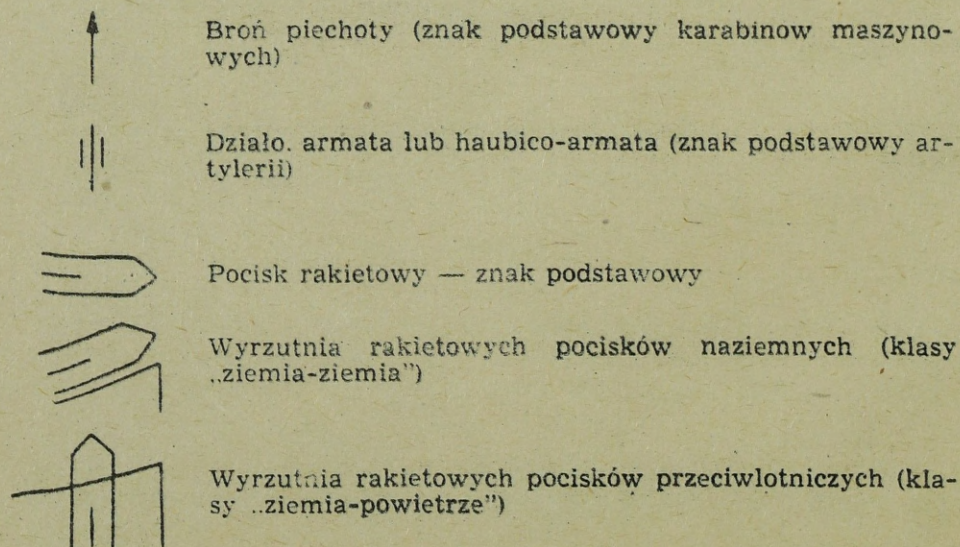 Broń piechoty (znak podstawowy karabinow maszyno-
wych)
Działo. armata lub haubico-armata (znak podstawowy ar-
tylerii)
Pocisk rakietowy — znak podstawowy
Wyrzutnia rakietowych pocisków naziemnych (klasy
„ziemia-ziemia”)
Wyrzutnia rakietowych pocisków przeciwlotniczych (kla-
sy „ziemia-powietrze”)